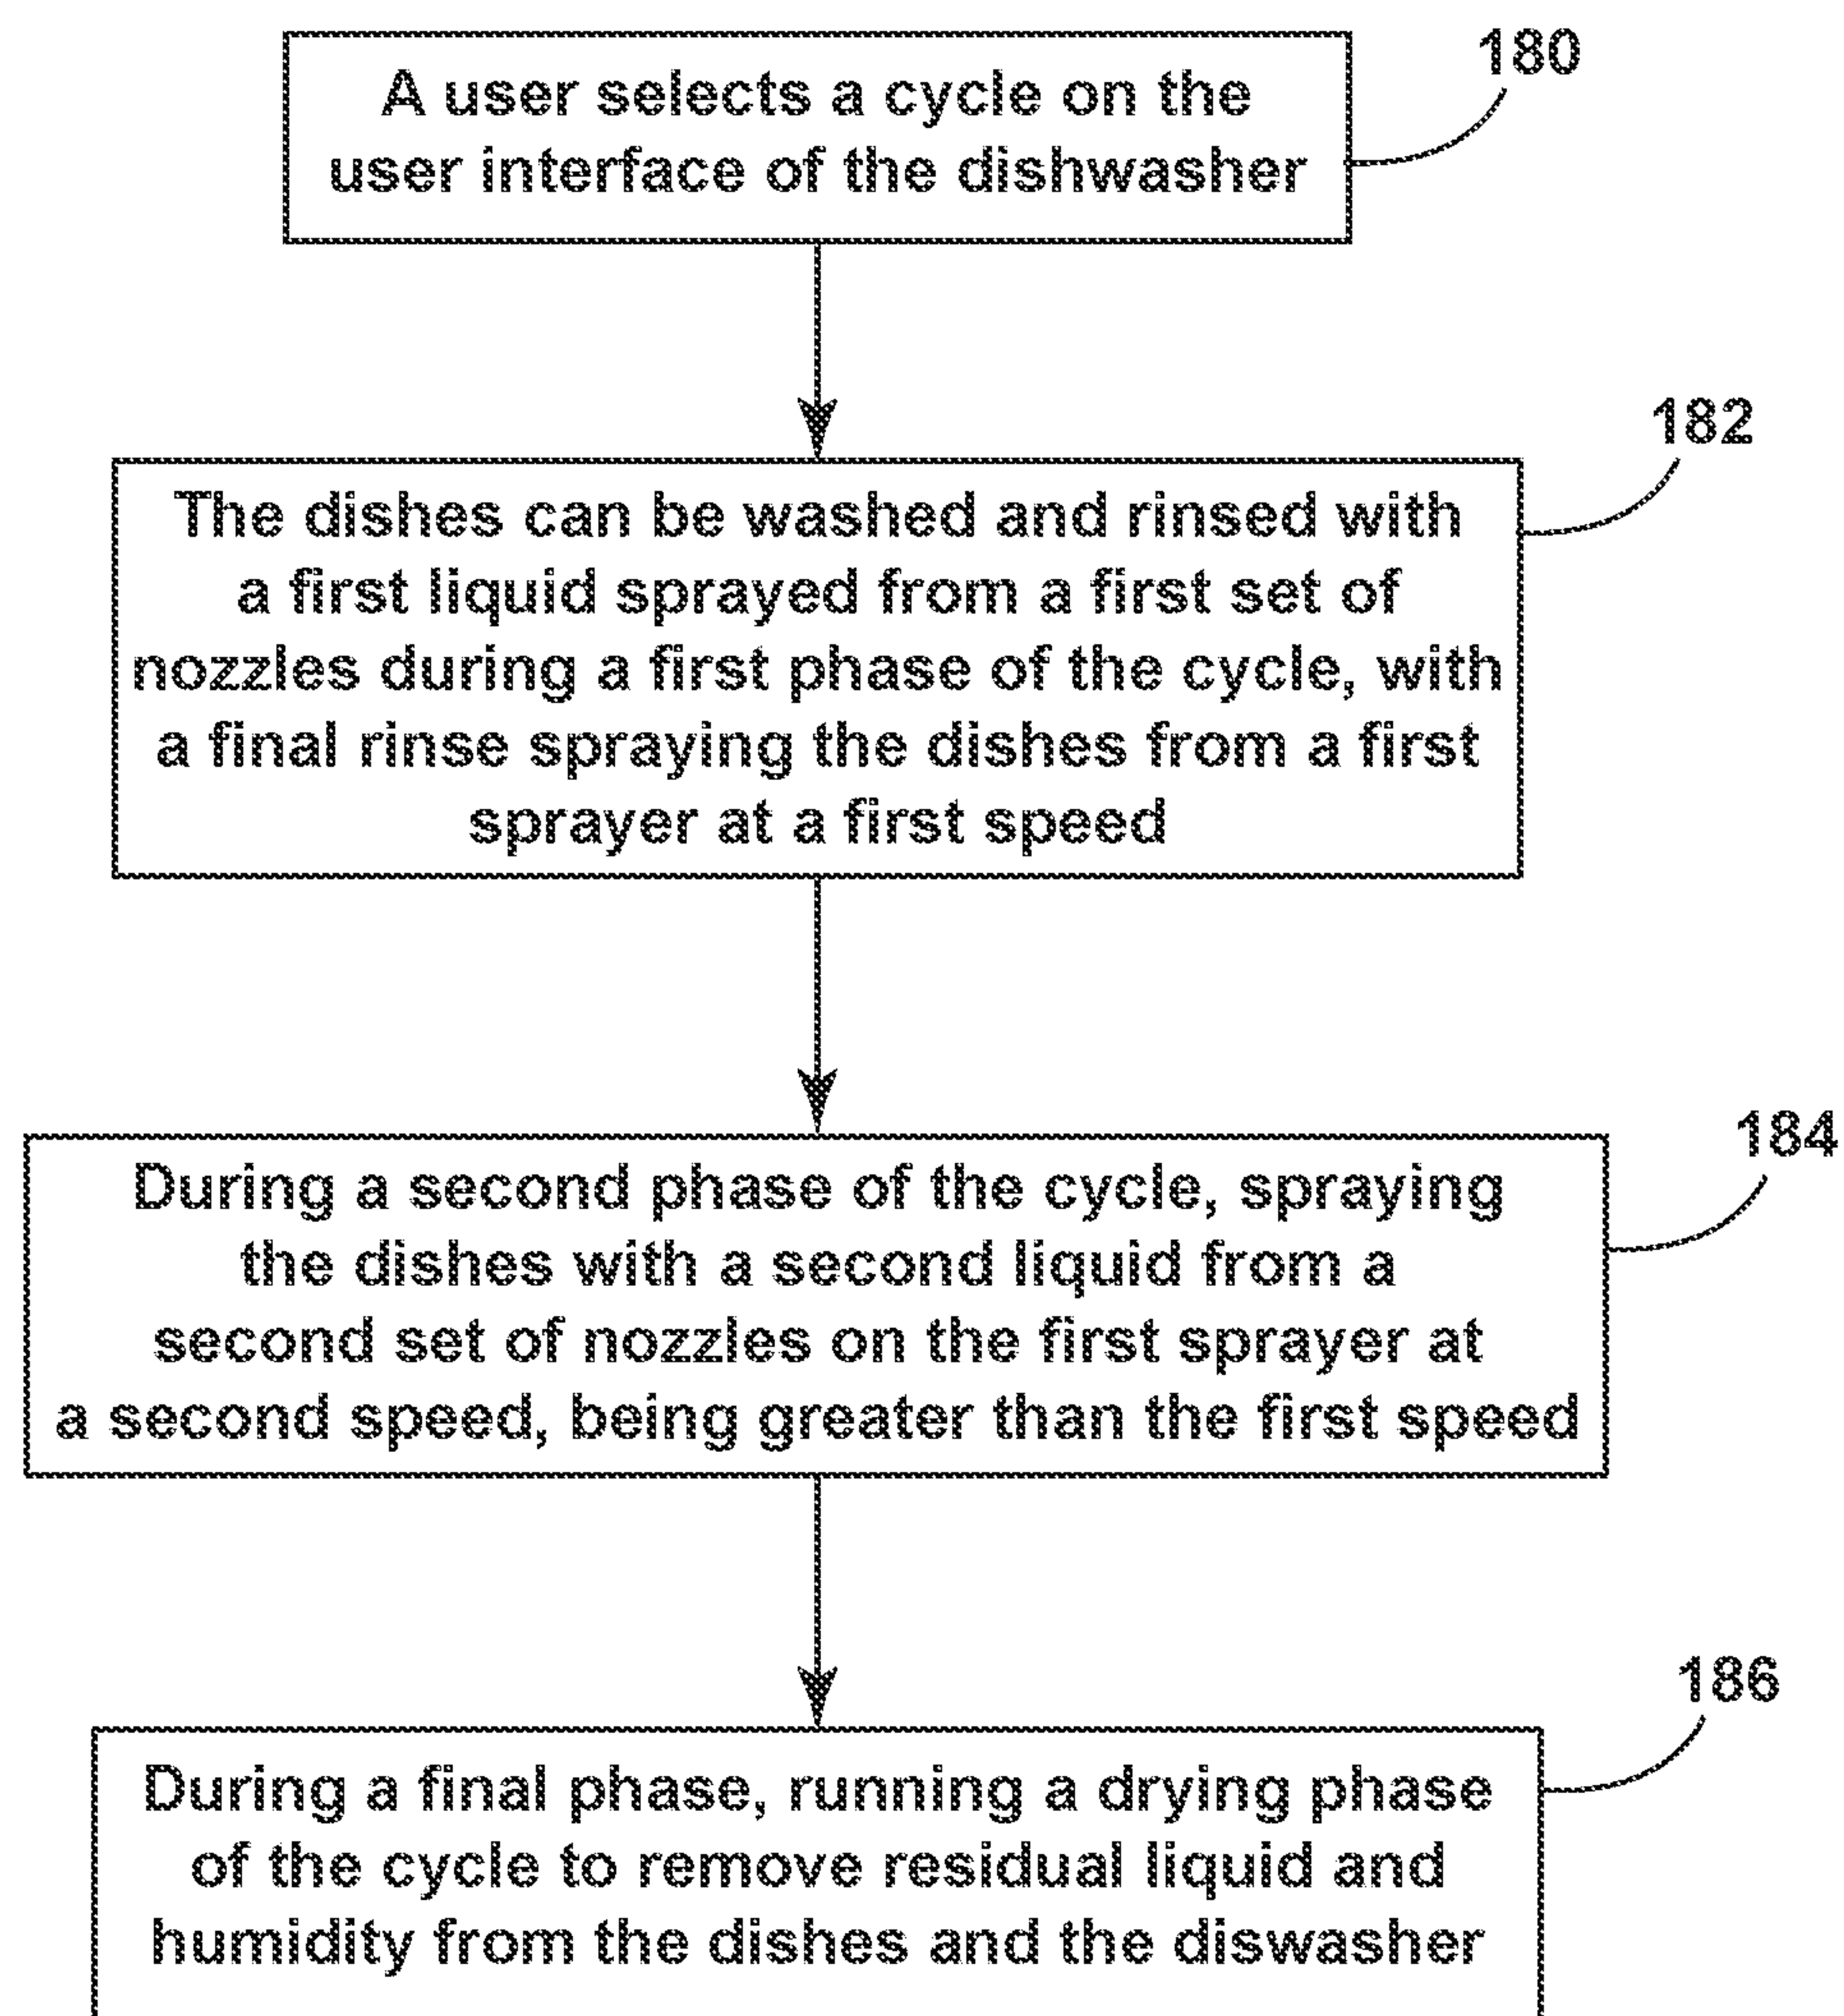 180
A user selects a cycle on the
user interface of the dishwasher
182
The dishes can be washed and rinsed with
a first liquid sprayed from a first set of
nozzles during a first phase of the cycle, with
a final rinse spraying the dishes from a first
sprayer at a first speed
184
During a second phase of the cycle, spraying
the dishes with a second liquid from a
second set of nozzles on the first sprayer at
a second speed, being greater than the first speed
186
During a final phase, running a drying phase
of the cycle to remove residual liquid and
humidity from the dishes and the diswasher